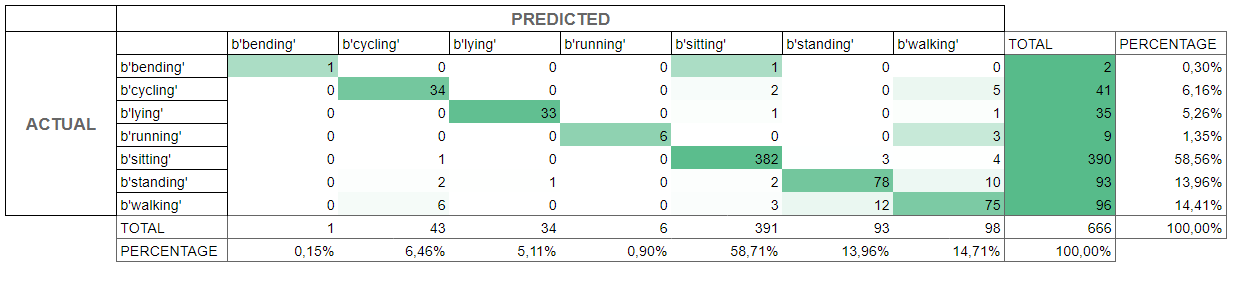 PREDICTED
b'bending' b'cycling' b'lying' b'running' b'sitting' b'standing' b'walking' TOTAL PERCENTAGE
b'bending' 1 0 0 0 1 0 0 2 0,30%
b'cycling' 0 34 0 0 2 0 5 41 6,16%
b'lying' 0 0 33 0 1 0 1 35 5,26%
ACTUAL
b'running' 0 0 0 6 0 0 3 9 1,35%
b'sitting' 0 1 0 0 382 3 4 390 58,56%
b'standing' 0 2 1 0 2 78 10 93 13,96%
b'walking' 0 6 0 0 3 12 75 96 14,41%
TOTAL 1 43 34 6 391 93 98 666 100,00%
PERCENTAGE 0,15% 6,46% 5,11% 0,90% 58,71% 13,96% 14,71% 100,00%